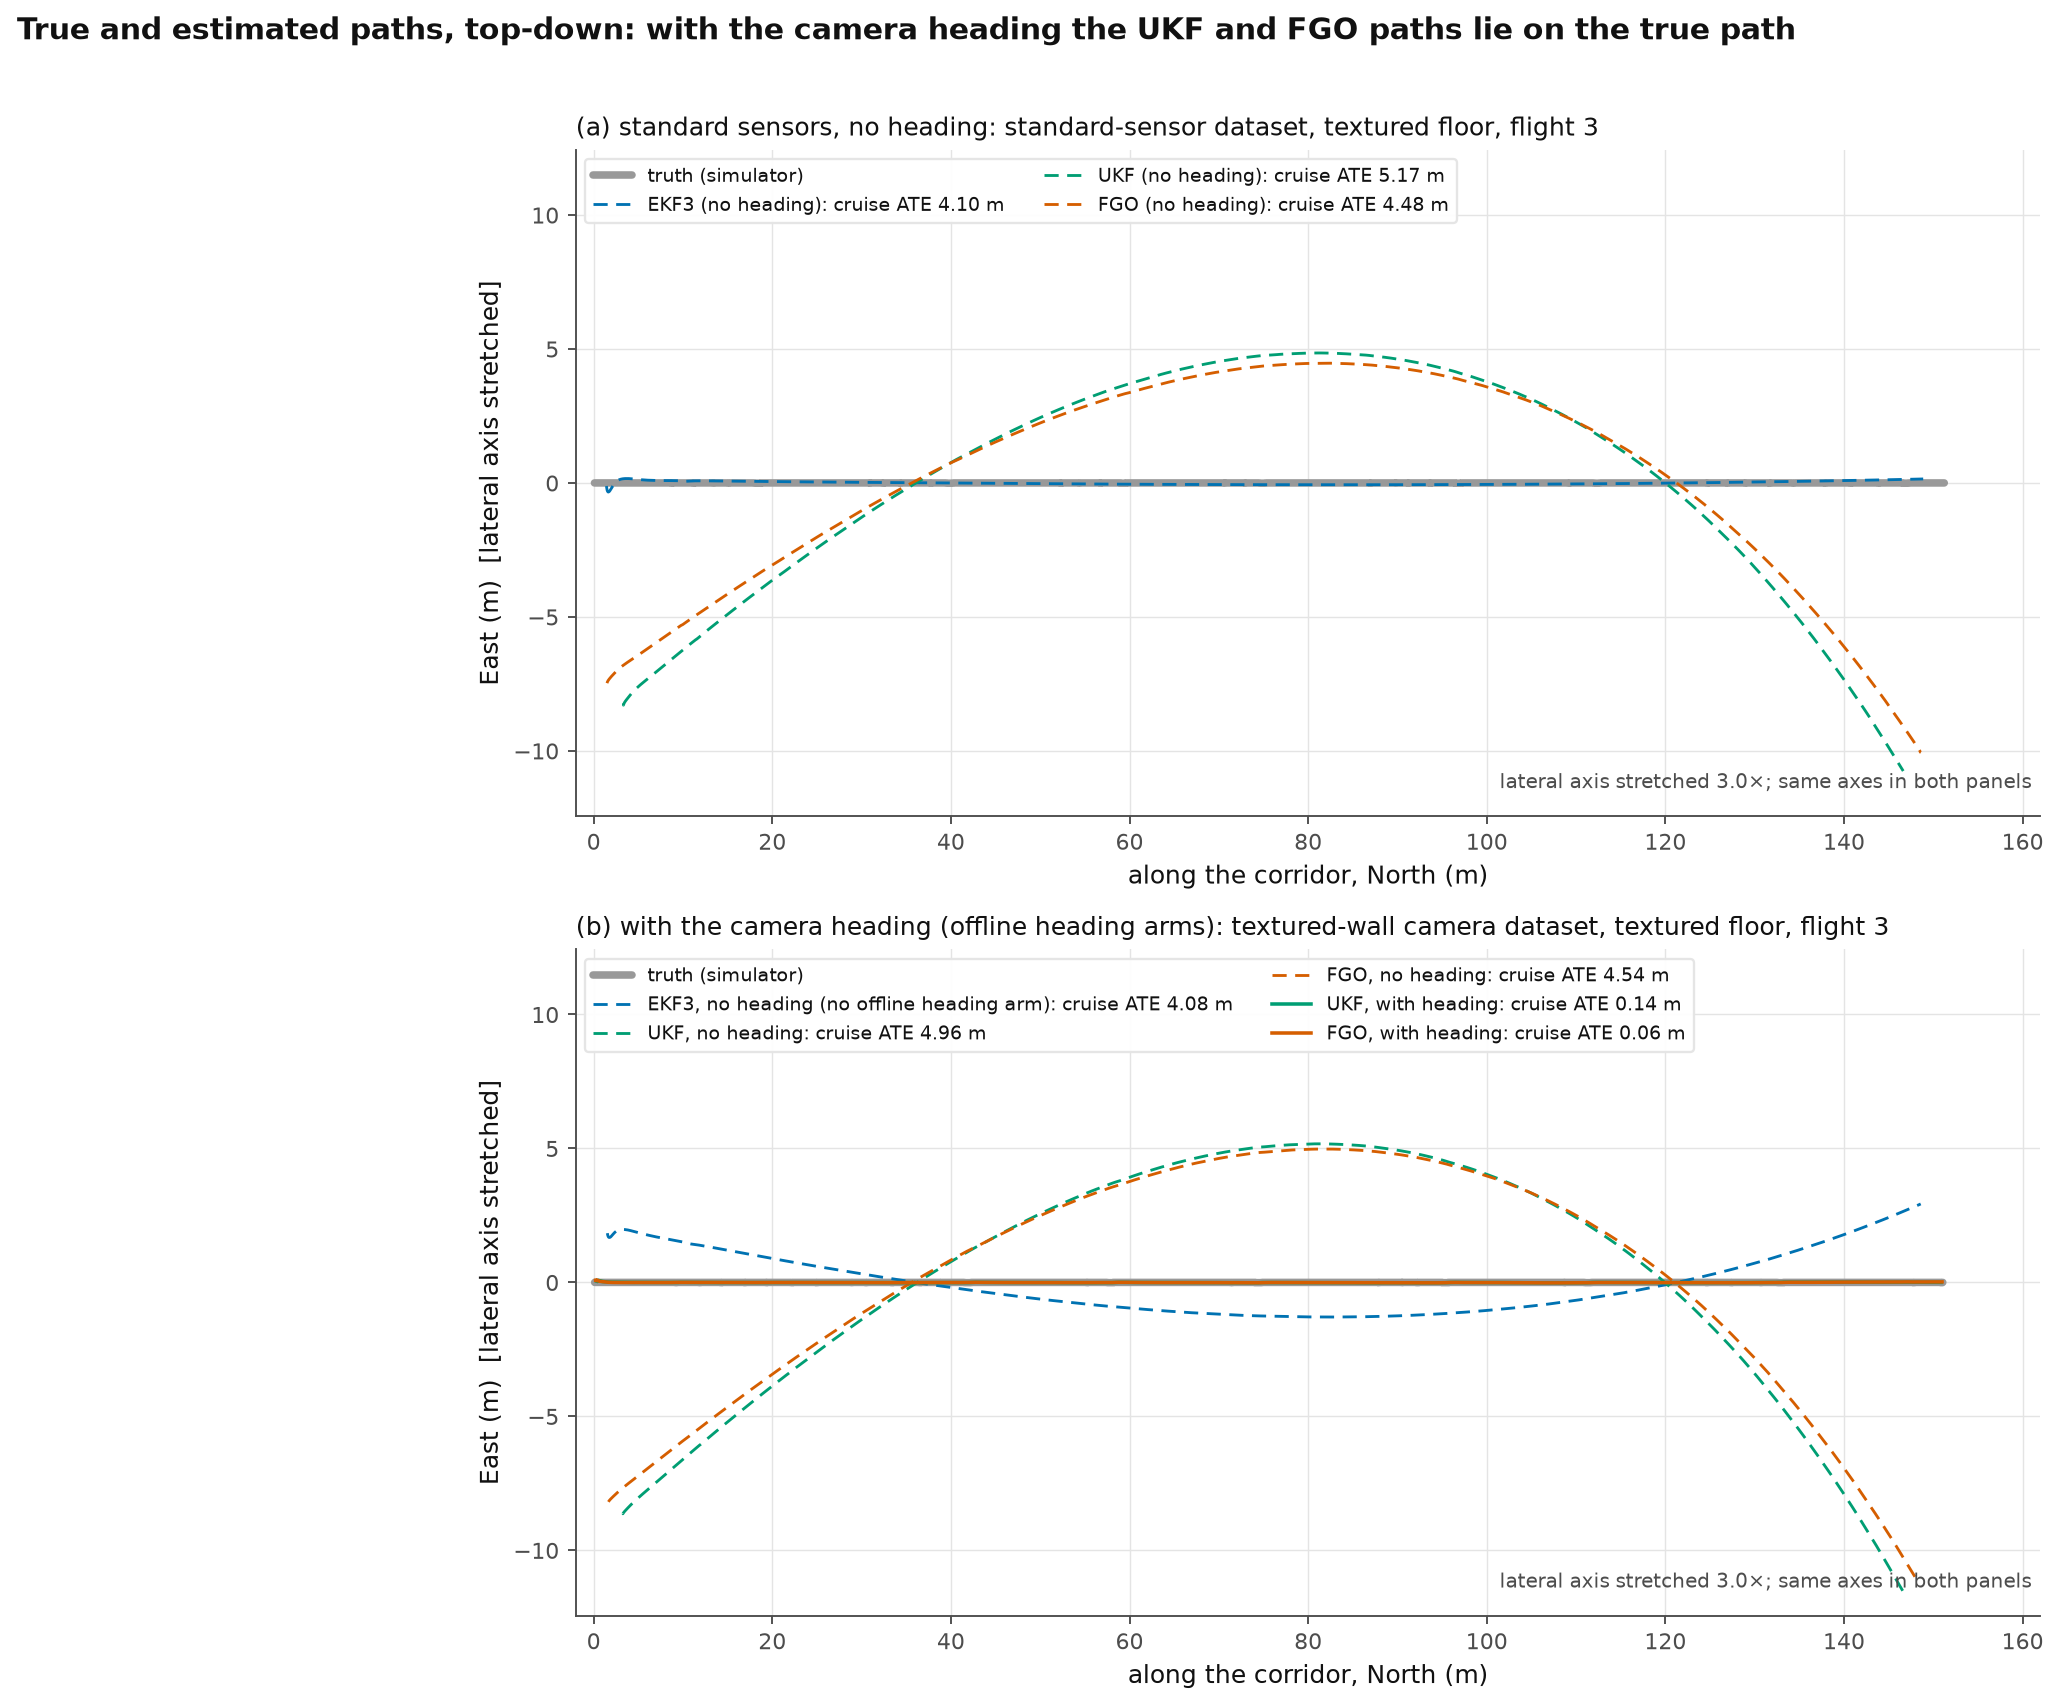 True and estimated paths, top-down: with the camera heading the UKF and FGO paths lie on the true path
(a) standard sensors, no heading: standard-sensor dataset, textured floor, flight 3
truth (simulator)
EKF3 (no heading): cruise ATE 4.10 m
UKF (no heading): cruise ATE 5.17 m
FGO (no heading): cruise ATE 4.48 m
East (m) [lateral axis stretched]
10
5
0
−5
−10
lateral axis stretched 3.0×; same axes in both panels
0 20 40 60 80 100 120 140 160
along the corridor, North (m)
(b) with the camera heading (offline heading arms): textured-wall camera dataset, textured floor, flight 3
truth (simulator)
EKF3, no heading (no offline heading arm): cruise ATE 4.08 m
UKF, no heading: cruise ATE 4.96 m
FGO, no heading: cruise ATE 4.54 m
UKF, with heading: cruise ATE 0.14 m
FGO, with heading: cruise ATE 0.06 m
East (m) [lateral axis stretched]
10
5
0
−5
−10
lateral axis stretched 3.0×; same axes in both panels
0 20 40 60 80 100 120 140 160
along the corridor, North (m)